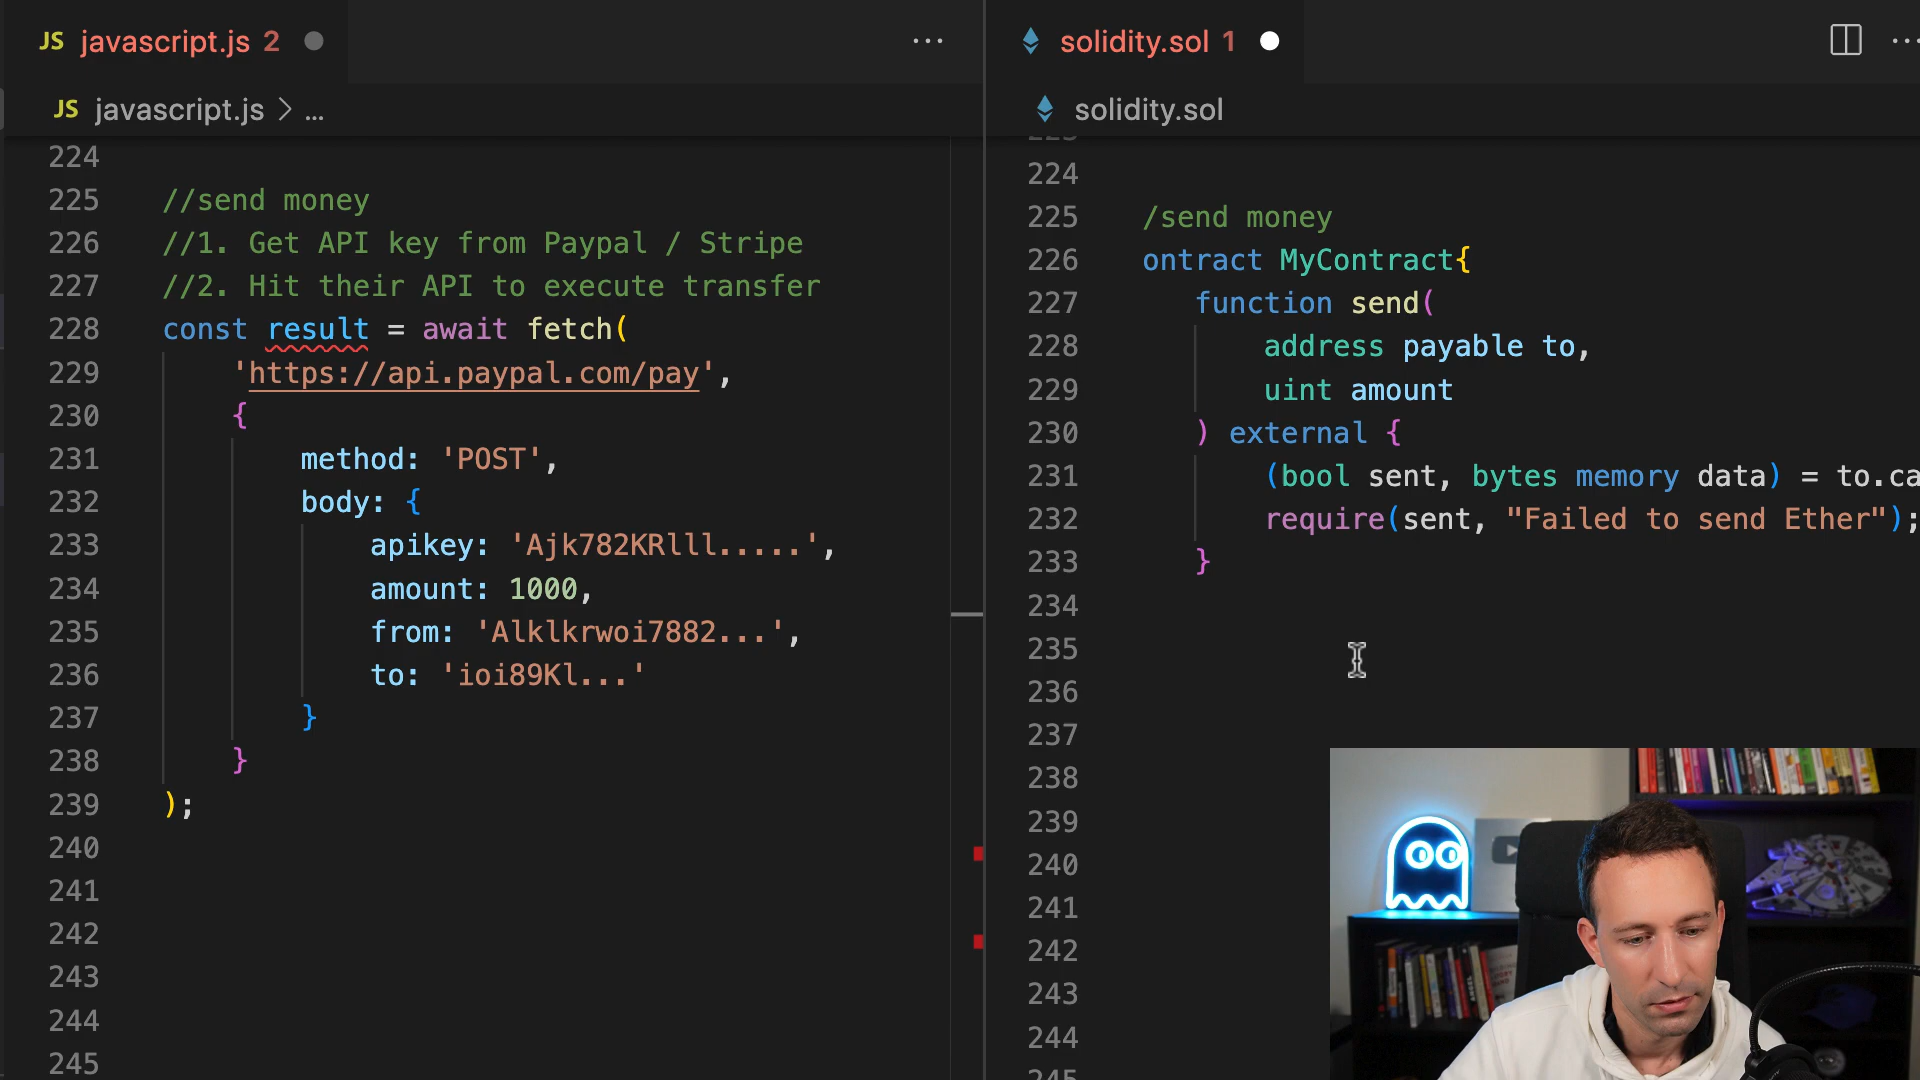 JS javascript.js 2
JS javascript.js > ...
224
225 //send money
226 //1. Get API key from Paypal / Stripe
227 //2. Hit their API to execute transfer
228 const result = await fetch(
229 'https://api.paypal.com/pay',
230 {
231 method: 'POST',
232 body: {
233 apikey: 'Ajk782KRlll.....',
234 amount: 1000,
235 from: 'Alklkrwoi7882...',
236 to: 'ioi89Kl...'
237 }
238 }
239 );
240
241
242
243
244
245
solidity.sol 1
solidity.sol
224
225 /send money
226 ontract MyContract{
227 function send(
228 address payable to,
229 uint amount
230 ) external {
231 (bool sent, bytes memory data) = to.ca
232 require(sent, "Failed to send Ether");
233 }
234
235
236
237
238
239
240
241
242
243
244